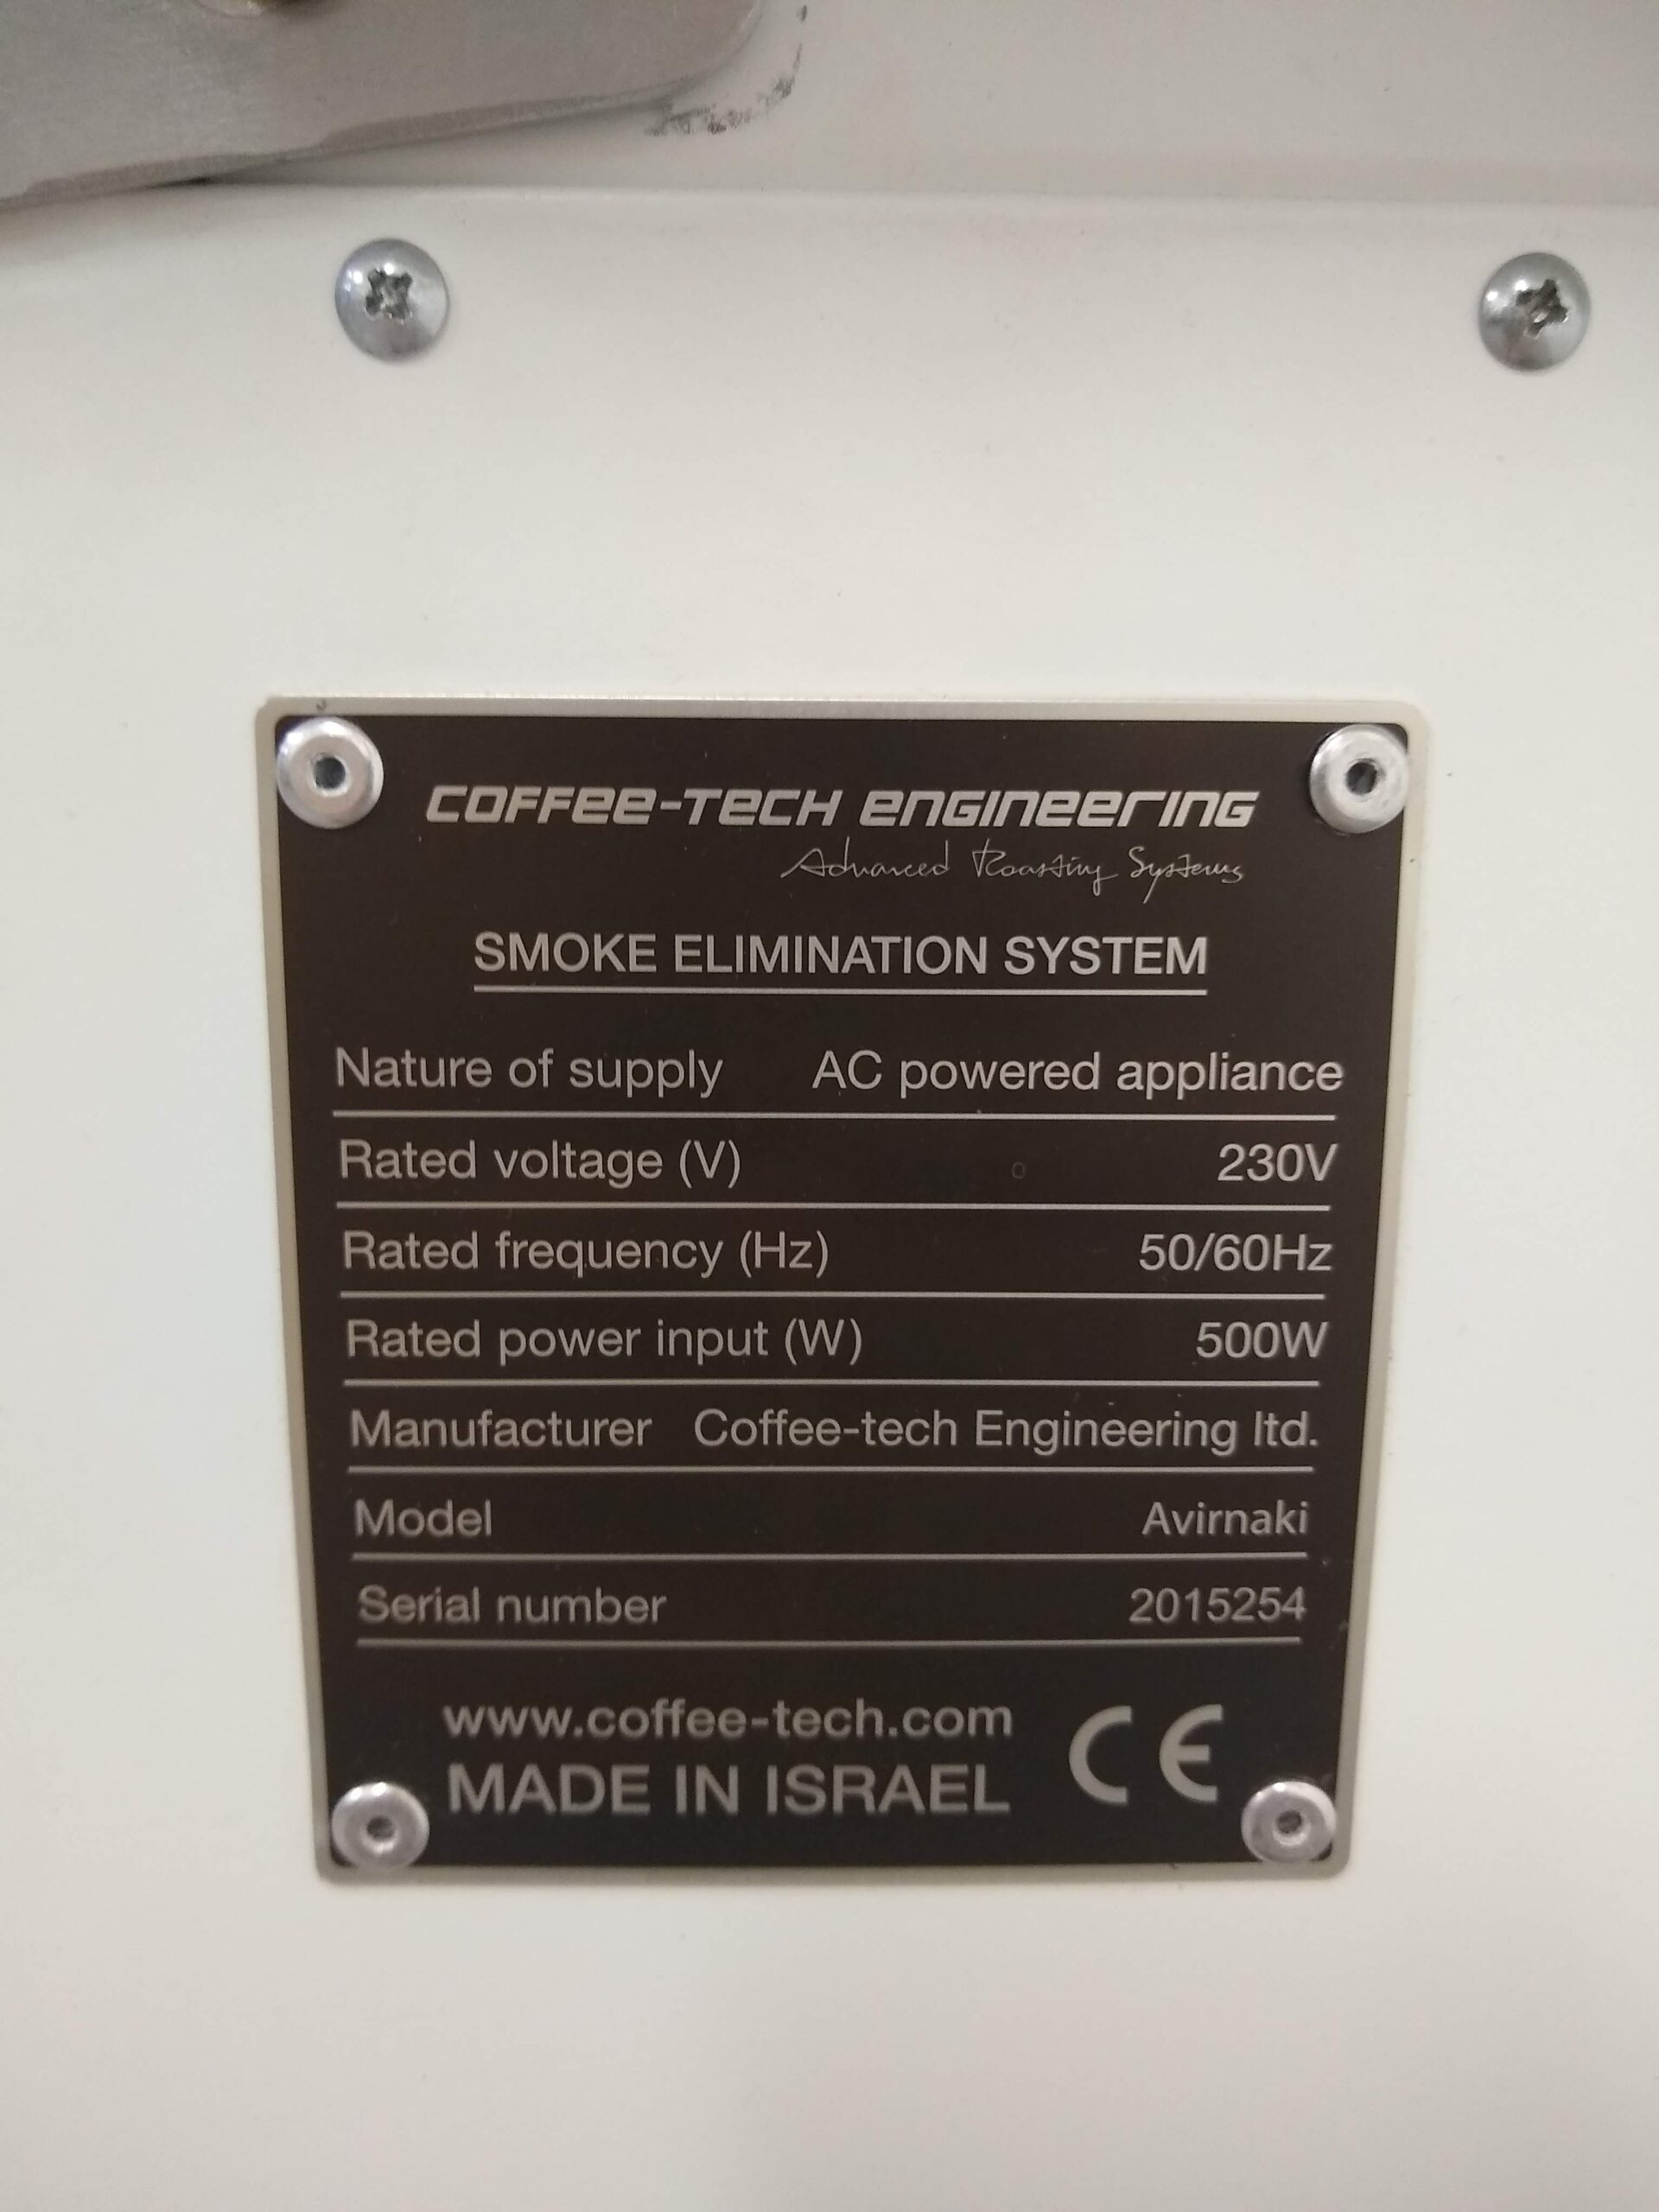 COFFEE-TECH ENGINEERING
Advanced Roasting Systems
SMOKE ELIMINATION SYSTEM
Nature of supply AC powered appliance
Rated voltage (V) 230V
Rated frequency (Hz) 50/60Hz
Rated power input (W) 500W
Manufacturer Coffee-tech Engineering ltd.
Model Avirnaki
Serial number 2015254
www.coffee-tech.com
MADE IN ISRAEL CE